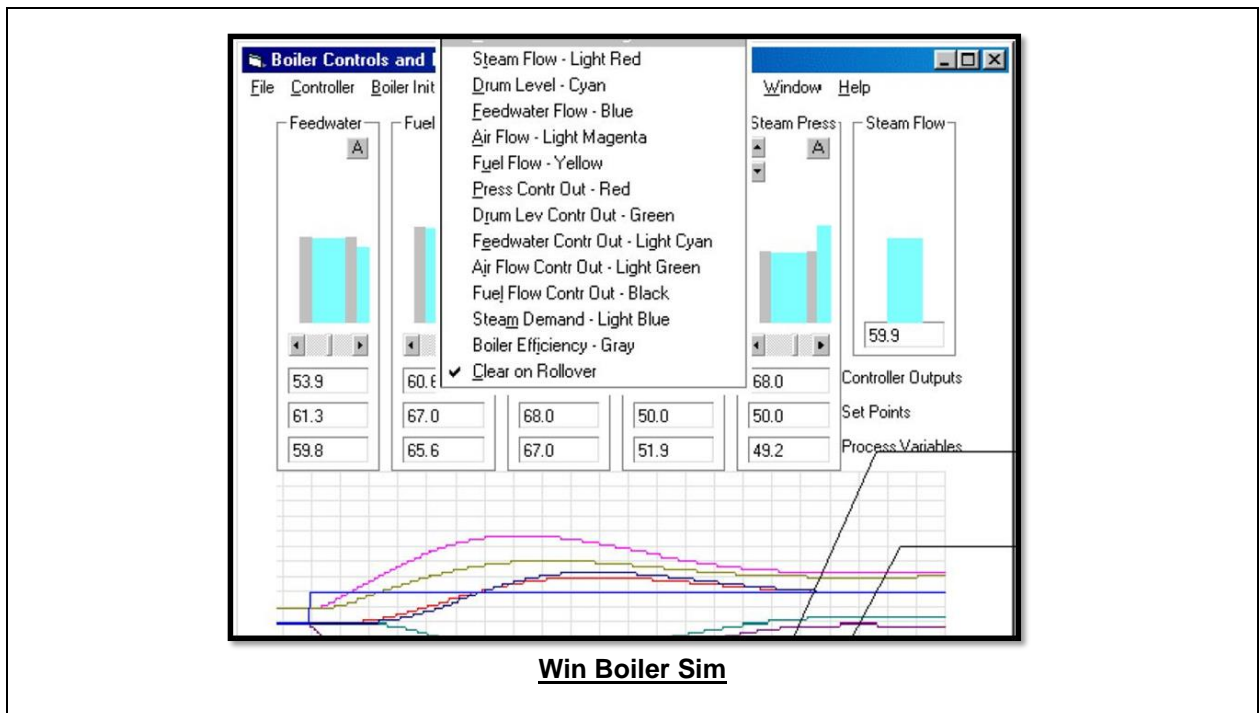 Boiler Controls and
File Controller Boiler Init Window Help
Steam Flow - Light Red
Drum Level - Cyan
Feedwater Flow - Blue
Air Flow - Light Magenta
Fuel Flow - Yellow
Press Contr Out - Red
Drum Lev Contr Out - Green
Feedwater Contr Out - Light Cyan
Air Flow Contr Out - Light Green
Fuel Flow Contr Out - Black
Steam Demand - Light Blue
Boiler Efficiency - Gray
✔ Clear on Rollover
Feedwater Fuel Steam Press Steam Flow
A A
59.9
53.9 60.6 68.0 Controller Outputs
61.3 67.0 68.0 50.0 50.0 Set Points
59.8 65.6 67.0 51.9 49.2 Process Variables
Win Boiler Sim